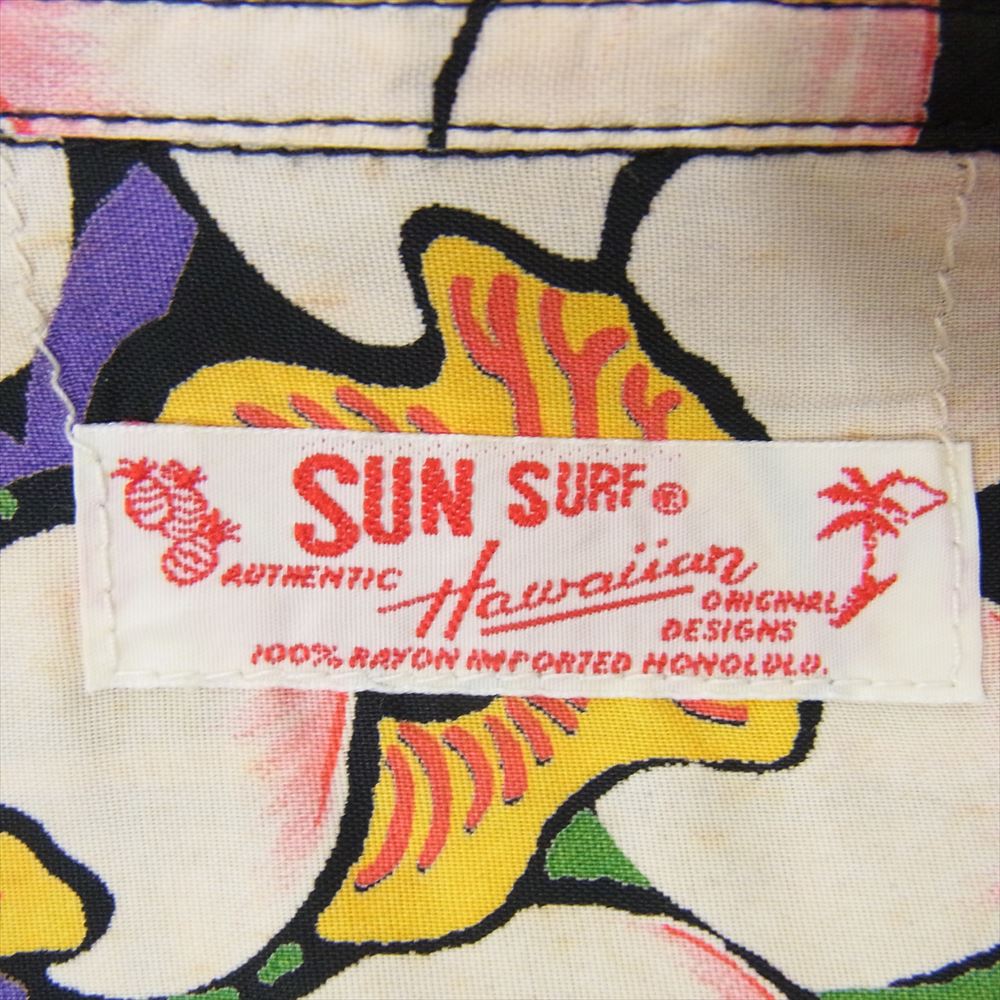 SUN SURF®
AUTHENTIC Hawaiian ORIGINAL
DESIGNS
100% RAYON IMPORTED HONOLULU.